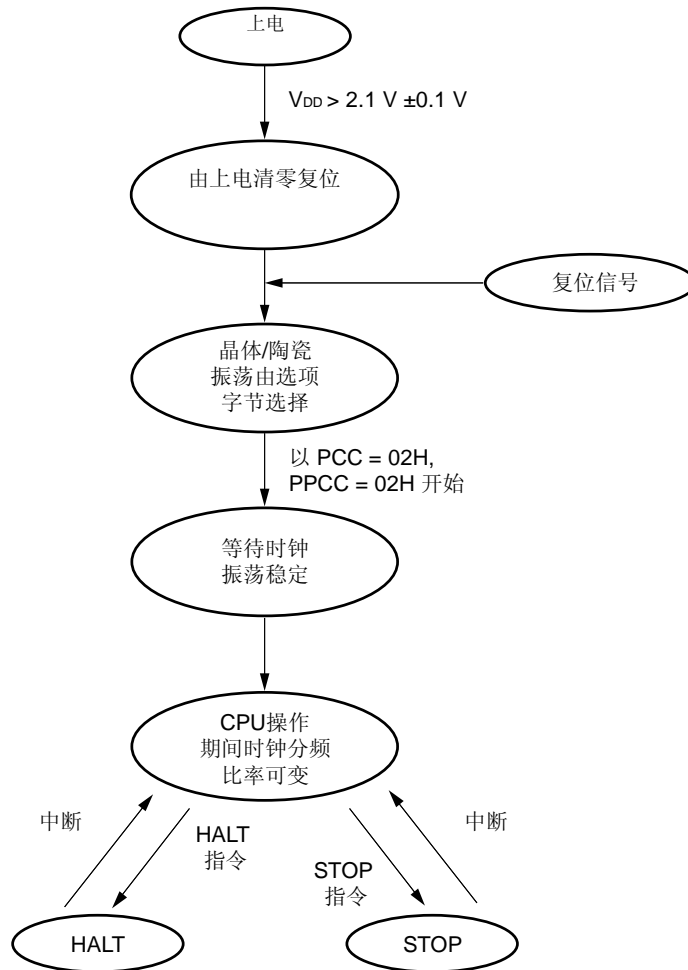 上电
VDD > 2.1 V ±0.1 V
由上电清零复位
复位信号
晶体/陶瓷
振荡由选项
字节选择
以 PCC = 02H,
PPCC = 02H 开始
等待时钟
振荡稳定
CPU操作
期间时钟分频
比率可变
中断
HALT
指令
STOP
指令
中断
HALT
STOP